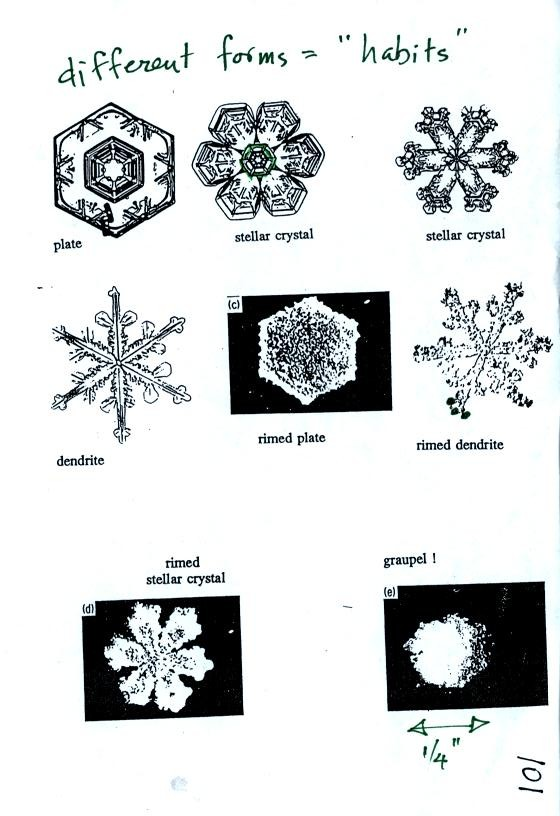 different forms = "habits"
plate
stellar crystal
stellar crystal
dendrite
(c)
rimed plate
rimed dendrite
rimed
stellar crystal
(d)
graupel !
(e)
1/4"
101